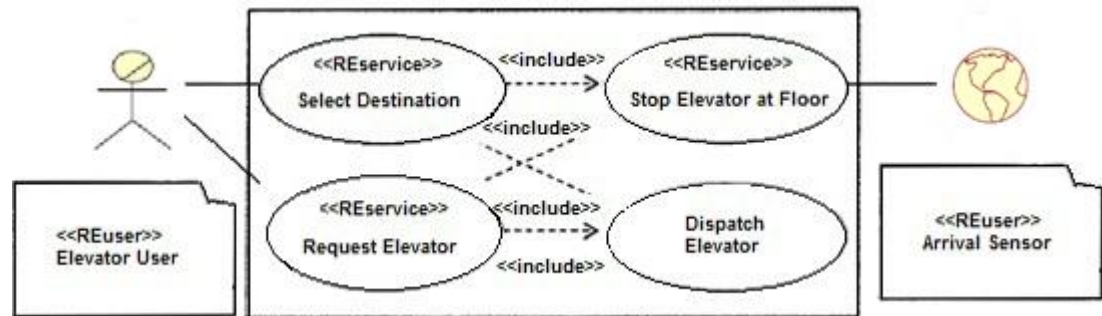 <<REservice>>
Select Destination
<<include>>
<<REservice>>
Stop Elevator at Floor
<<include>>
<<REuser>>
Elevator User
<<REservice>>
Request Elevator
<<include>>
<<include>>
Dispatch
Elevator
<<REuser>>
Arrival Sensor